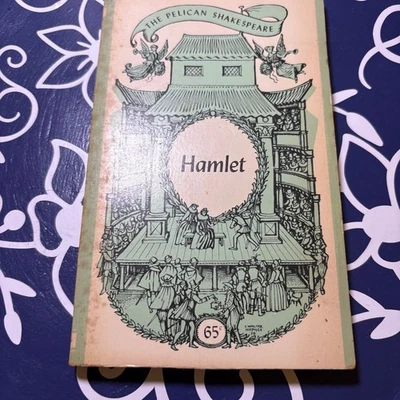 THE PELICAN SHAKESPEARE
Hamlet
65¢